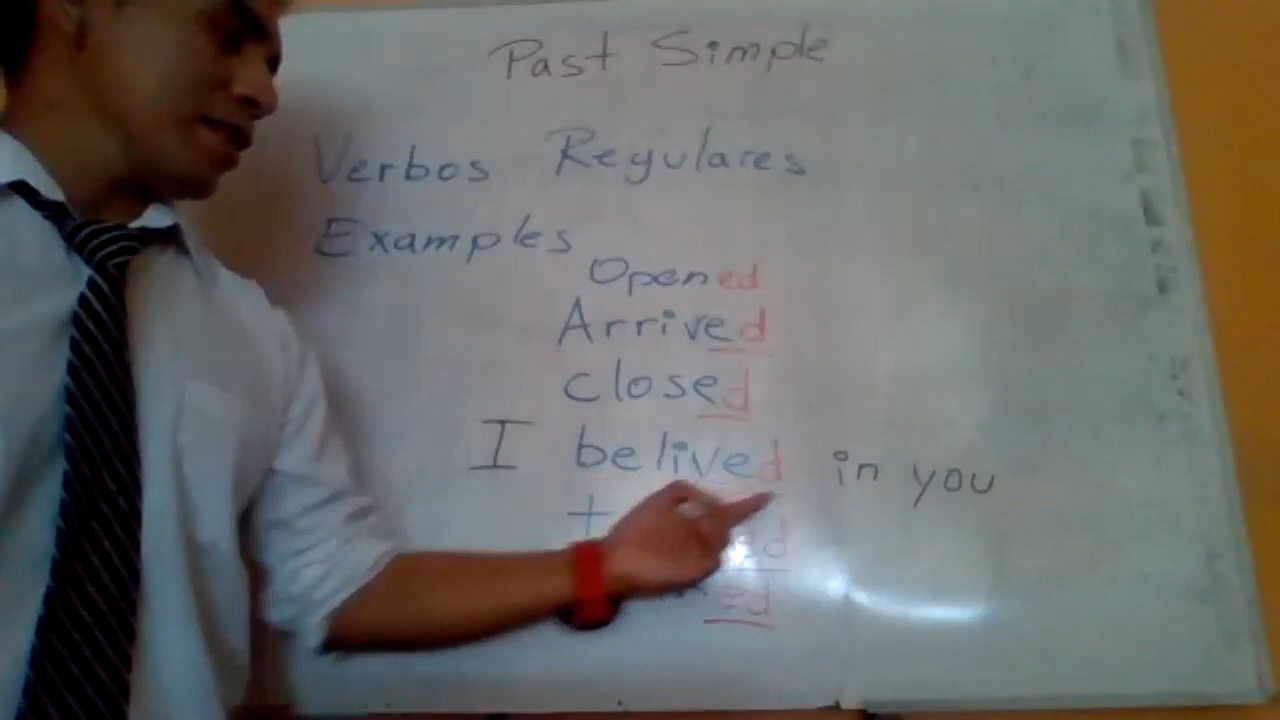 Past Simple
Verbos Regulares
Examples
Opened
Arrived
closed
I belived in you